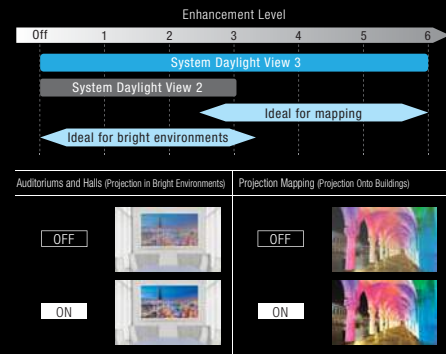 Enhancement Level
Off 1 2 3 4 5 6
System Daylight View 3
System Daylight View 2
Ideal for mapping
Ideal for bright environments
Auditoriums and Halls (Projection in Bright Environments) Projection Mapping (Projection Onto Buildings)
OFF OFF
ON ON